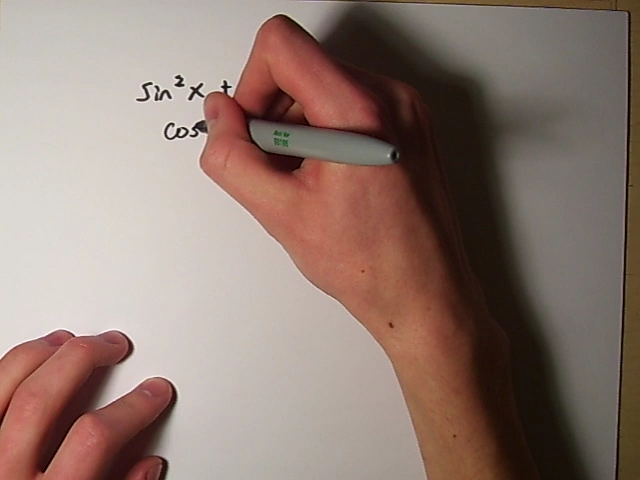 sin²x +
cos